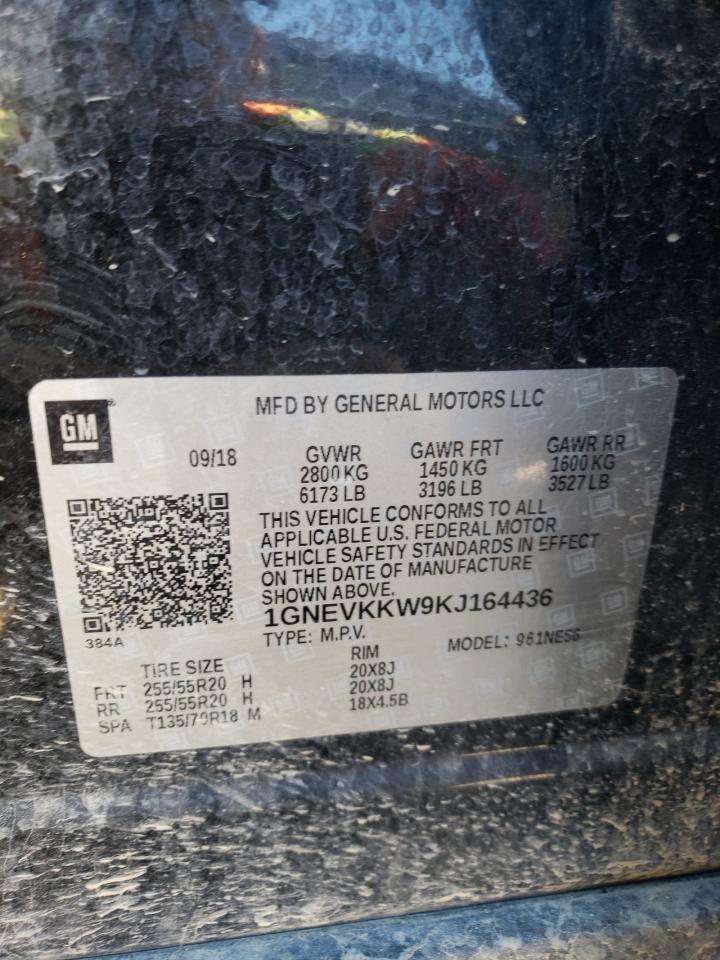 GM
MFD BY GENERAL MOTORS LLC
09/18
GVWR GAWR FRT GAWR RR
2800 KG 1450 KG 1600 KG
6173 LB 3196 LB 3527 LB
THIS VEHICLE CONFORMS TO ALL
APPLICABLE U.S. FEDERAL MOTOR
VEHICLE SAFETY STANDARDS IN EFFECT
ON THE DATE OF MANUFACTURE
SHOWN ABOVE.
1GNEVKKW9KJ164436
384A
TYPE: M.P.V. MODEL: 961NES6
TIRE SIZE RIM
FRT 255/55R20 H 20X8J
RR 255/55R20 H 20X8J
SPA T135/70R18 M 18X4.5B